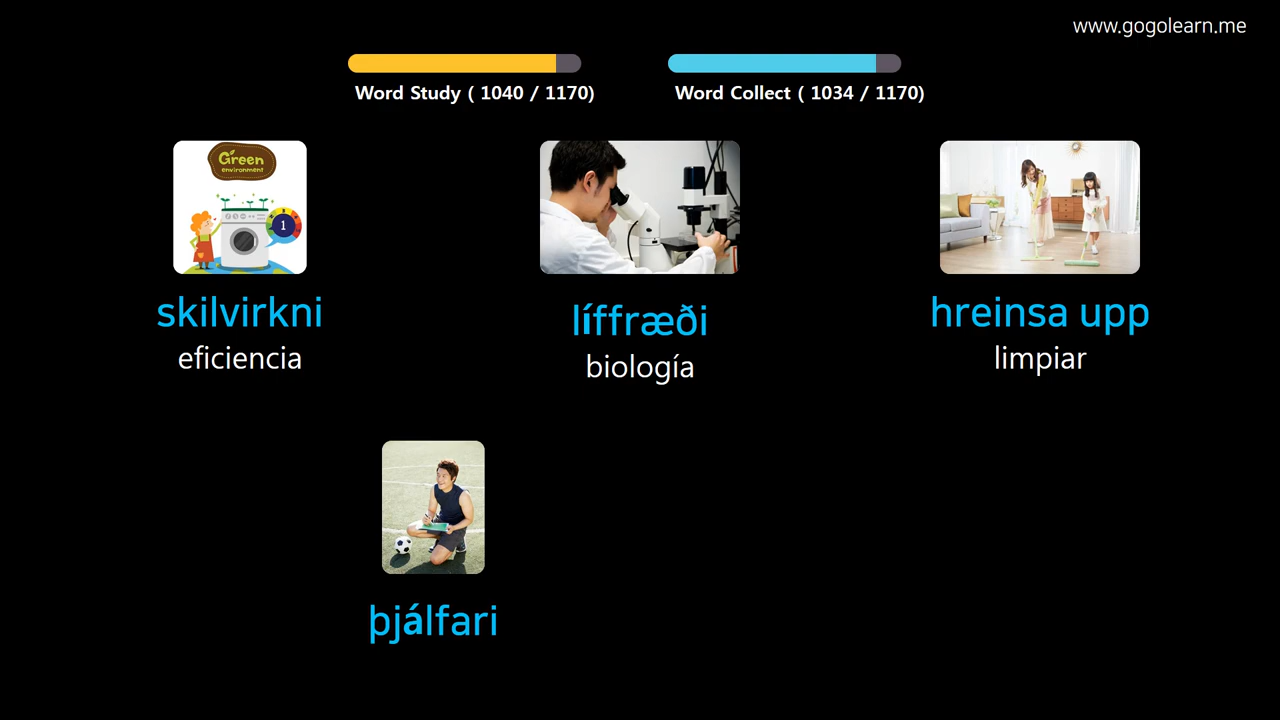 www.gogolearn.me
Word Study ( 1040 / 1170)
Word Collect ( 1034 / 1170)
Green
environment
1
skilvirkni
líffræði
hreinsa upp
eficiencia
biología
limpiar
þjálfari